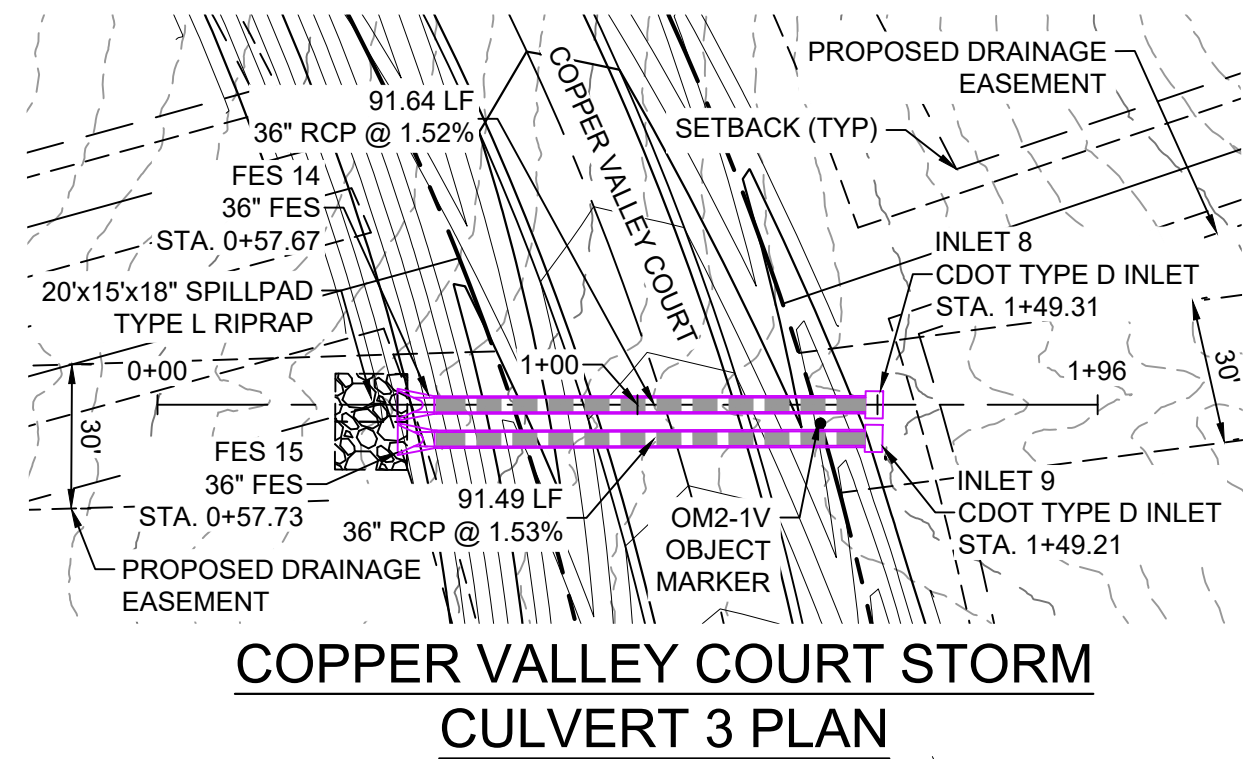 PROPOSED DRAINAGE
EASEMENT
COPPER VALLEY COURT
91.64 LF
36" RCP @ 1.52%
SETBACK (TYP)
FES 14
36" FES
STA. 0+57.67
INLET 8
CDOT TYPE D INLET
STA. 1+49.31
20'x15'x18" SPILLPAD
TYPE L RIPRAP
0+00
1+00
1+96
30'
30'
FES 15
36" FES
STA. 0+57.73
91.49 LF
36" RCP @ 1.53%
OM2-1V
OBJECT
MARKER
INLET 9
CDOT TYPE D INLET
STA. 1+49.21
PROPOSED DRAINAGE
EASEMENT
COPPER VALLEY COURT STORM
CULVERT 3 PLAN